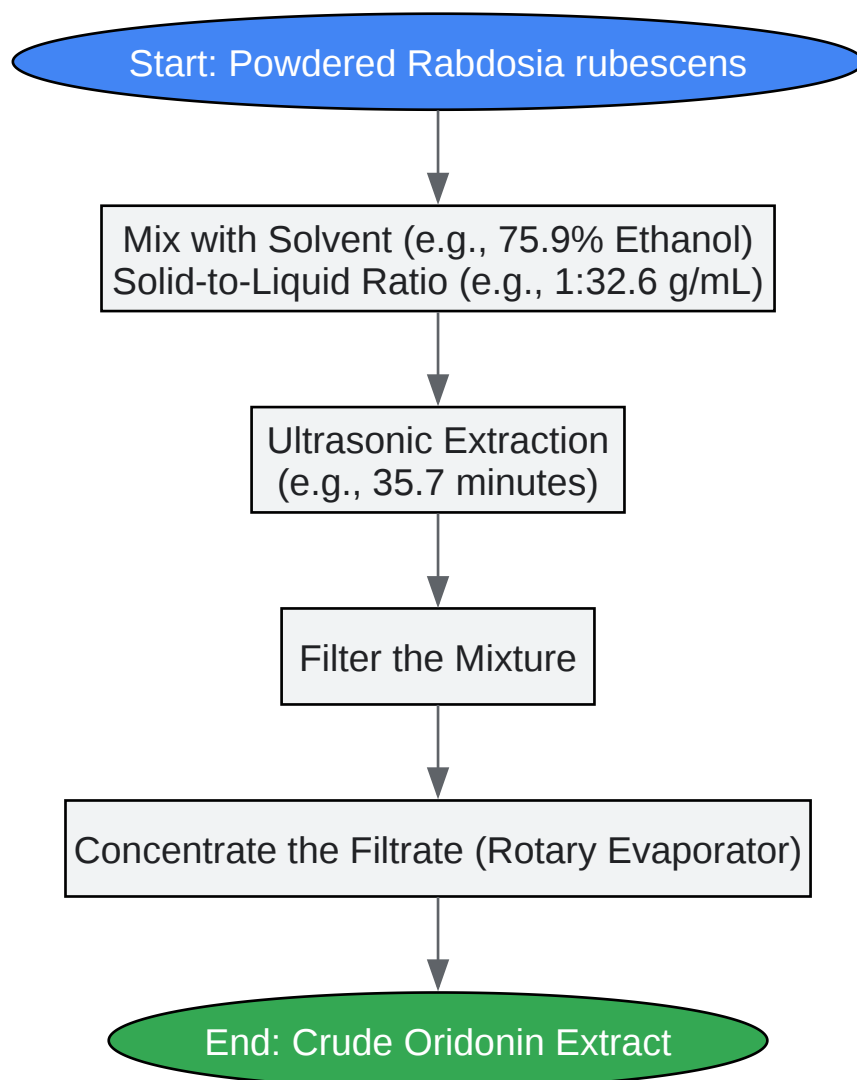 Start: Powdered Rabdosia rubescens
Mix with Solvent (e.g., 75.9% Ethanol)
Solid-to-Liquid Ratio (e.g., 1:32.6 g/mL)
Ultrasonic Extraction
(e.g., 35.7 minutes)
Filter the Mixture
Concentrate the Filtrate (Rotary Evaporator)
End: Crude Oridonin Extract